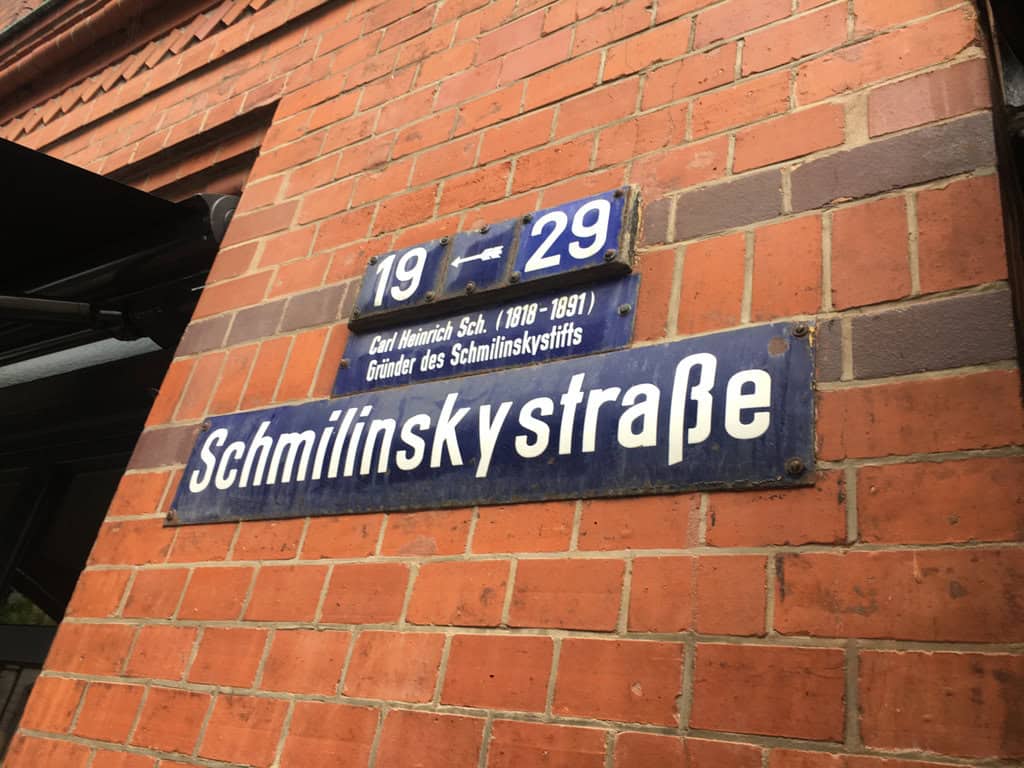 19 ← 29
Carl Heinrich Sch. (1818-1891)
Gründer des Schmilinskystifts
Schmilinskystraße